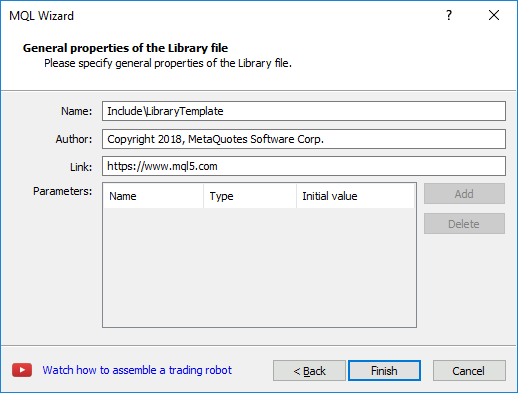 MQL Wizard
?
General properties of the Library file
Please specify general properties of the Library file.
Name: Include\LibraryTemplate
Author: Copyright 2018, MetaQuotes Software Corp.
Link: https://www.mql5.com
Parameters: Name Type Initial value Add
Delete
Watch how to assemble a trading robot < Back Finish Cancel